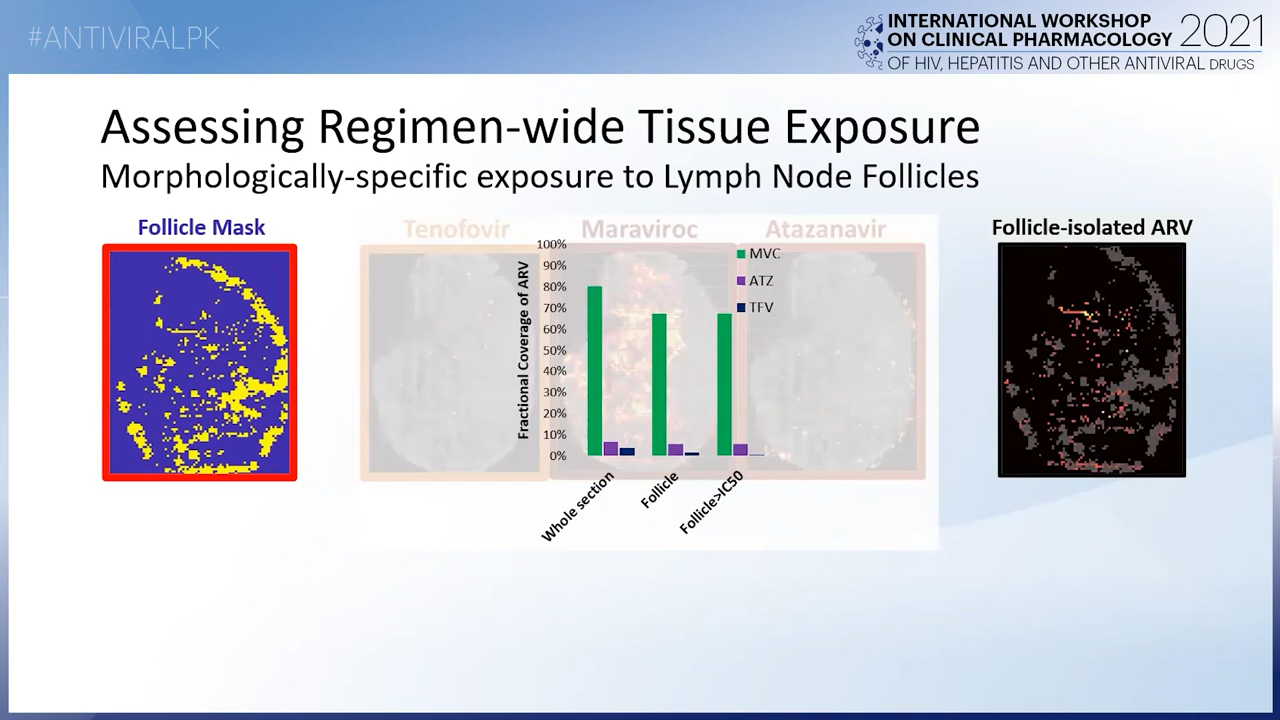 #ANTIVIRALPK
INTERNATIONAL WORKSHOP
ON CLINICAL PHARMACOLOGY 2021
OF HIV, HEPATITIS AND OTHER ANTIVIRAL DRUGS
Assessing Regimen-wide Tissue Exposure
Morphologically-specific exposure to Lymph Node Follicles
Follicle Mask
Tenofovir
Maraviroc
Atazanavir
Follicle-isolated ARV
Fractional Coverage of ARV
100%
90%
80%
70%
60%
50%
40%
30%
20%
10%
0%
MVC
ATZ
TFV
Whole section
Follicle
Follicle>IC50